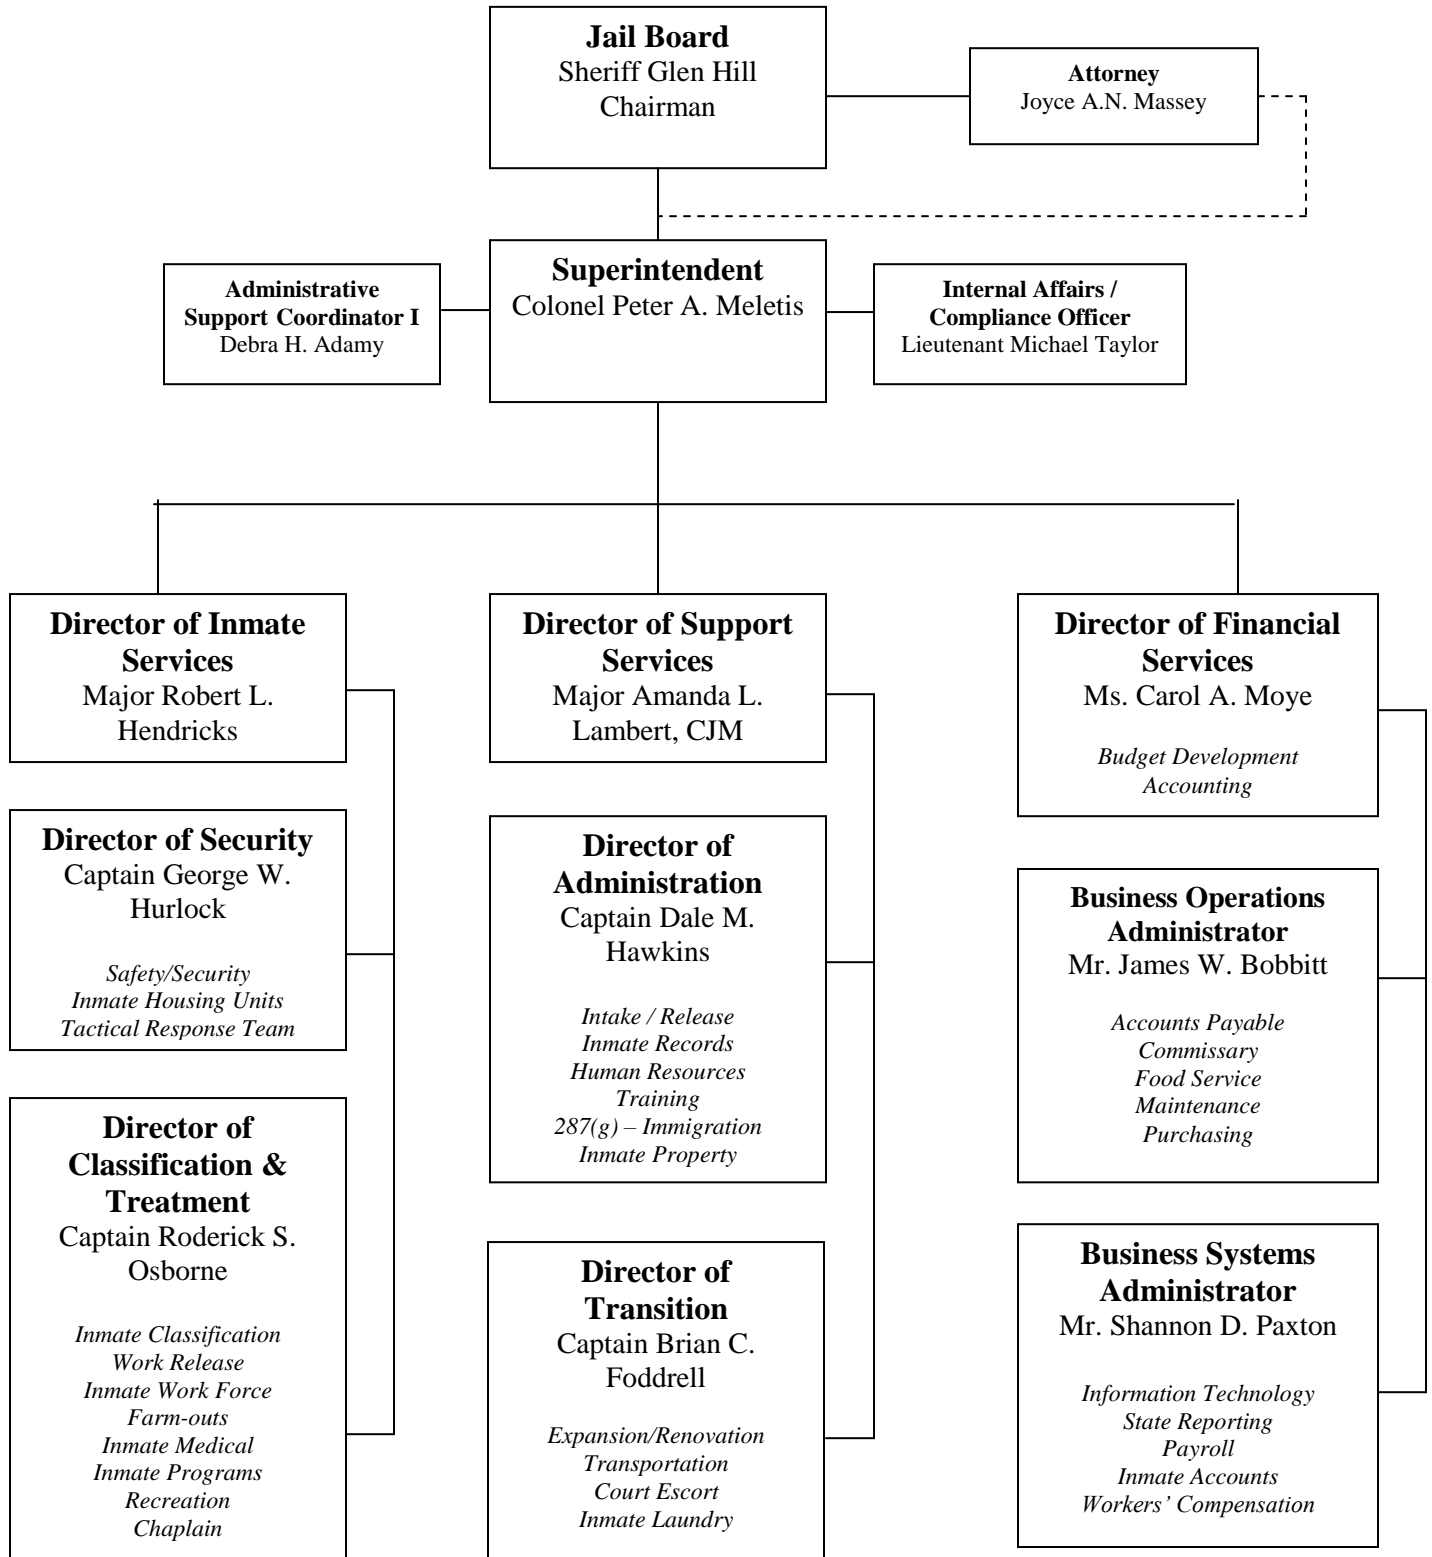 Jail Board
Sheriff Glen Hill
Chairman
Attorney
Joyce A.N. Massey
Superintendent
Colonel Peter A. Meletis
Administrative
Support Coordinator I
Debra H. Adamy
Internal Affairs /
Compliance Officer
Lieutenant Michael Taylor
Director of Inmate
Services
Major Robert L.
Hendricks
Director of Security
Captain George W.
Hurlock
Safety/Security
Inmate Housing Units
Tactical Response Team
Director of
Classification &
Treatment
Captain Roderick S.
Osborne
Inmate Classification
Work Release
Inmate Work Force
Farm-outs
Inmate Medical
Inmate Programs
Recreation
Chaplain
Director of Support
Services
Major Amanda L.
Lambert, CJM
Director of
Administration
Captain Dale M.
Hawkins
Intake / Release
Inmate Records
Human Resources
Training
287(g) – Immigration
Inmate Property
Director of
Transition
Captain Brian C.
Foddrell
Expansion/Renovation
Transportation
Court Escort
Inmate Laundry
Director of Financial
Services
Ms. Carol A. Moye
Budget Development
Accounting
Business Operations
Administrator
Mr. James W. Bobbitt
Accounts Payable
Commissary
Food Service
Maintenance
Purchasing
Business Systems
Administrator
Mr. Shannon D. Paxton
Information Technology
State Reporting
Payroll
Inmate Accounts
Workers’ Compensation